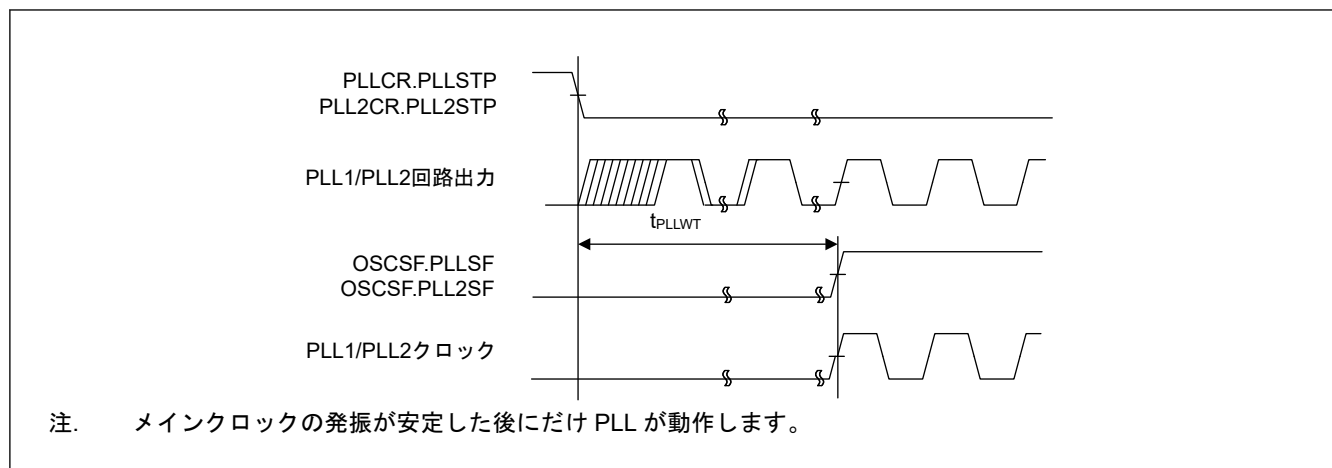 PLLCR.PLLSTP
PLL2CR.PLL2STP
PLL1/PLL2回路出力
tPLLWT
OSCSF.PLLSF
OSCSF.PLL2SF
PLL1/PLL2クロック
注. メインクロックの発振が安定した後にだけ PLL が動作します。